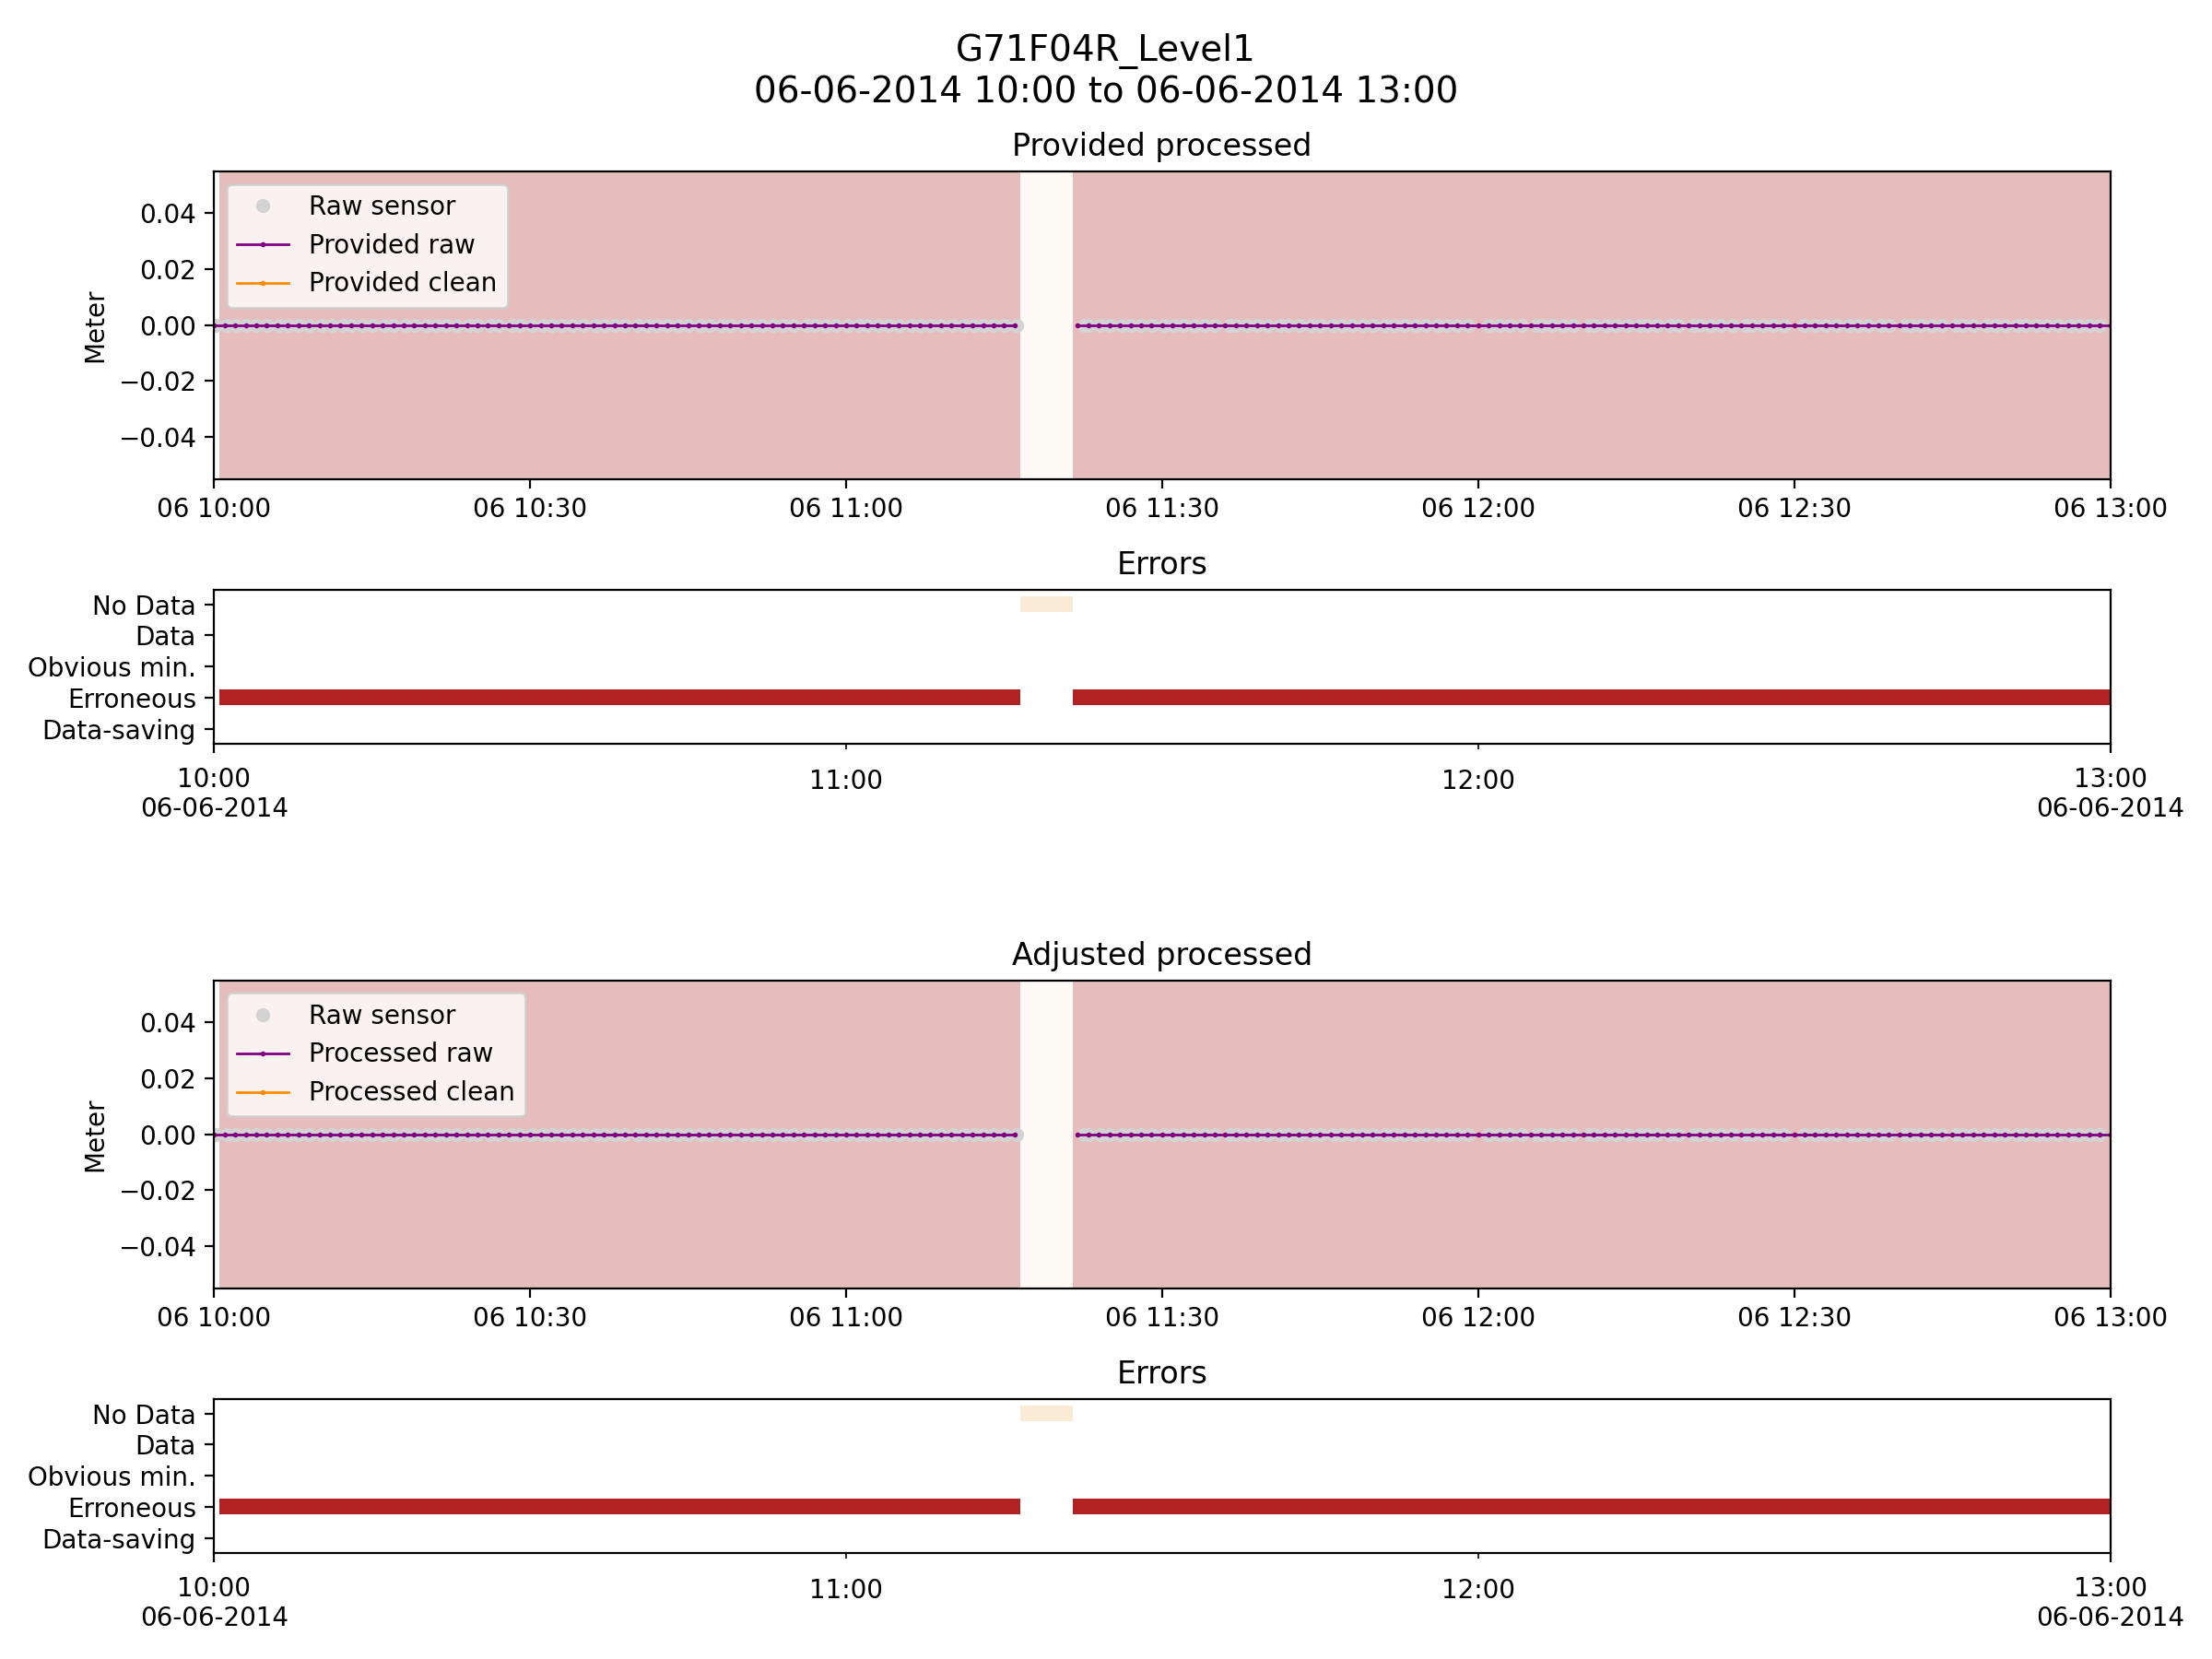 G71F04R_Level1
06-06-2014 10:00 to 06-06-2014 13:00
Provided processed
Raw sensor
Provided raw
Provided clean
Meter
0.04
0.02
0.00
−0.02
−0.04
06 10:00 06 10:30 06 11:00 06 11:30 06 12:00 06 12:30 06 13:00
Errors
No Data
Data
Obvious min.
Erroneous
Data-saving
10:00 11:00 12:00 13:00
06-06-2014 06-06-2014
Adjusted processed
Raw sensor
Processed raw
Processed clean
Meter
0.04
0.02
0.00
−0.02
−0.04
06 10:00 06 10:30 06 11:00 06 11:30 06 12:00 06 12:30 06 13:00
Errors
No Data
Data
Obvious min.
Erroneous
Data-saving
10:00 11:00 12:00 13:00
06-06-2014 06-06-2014